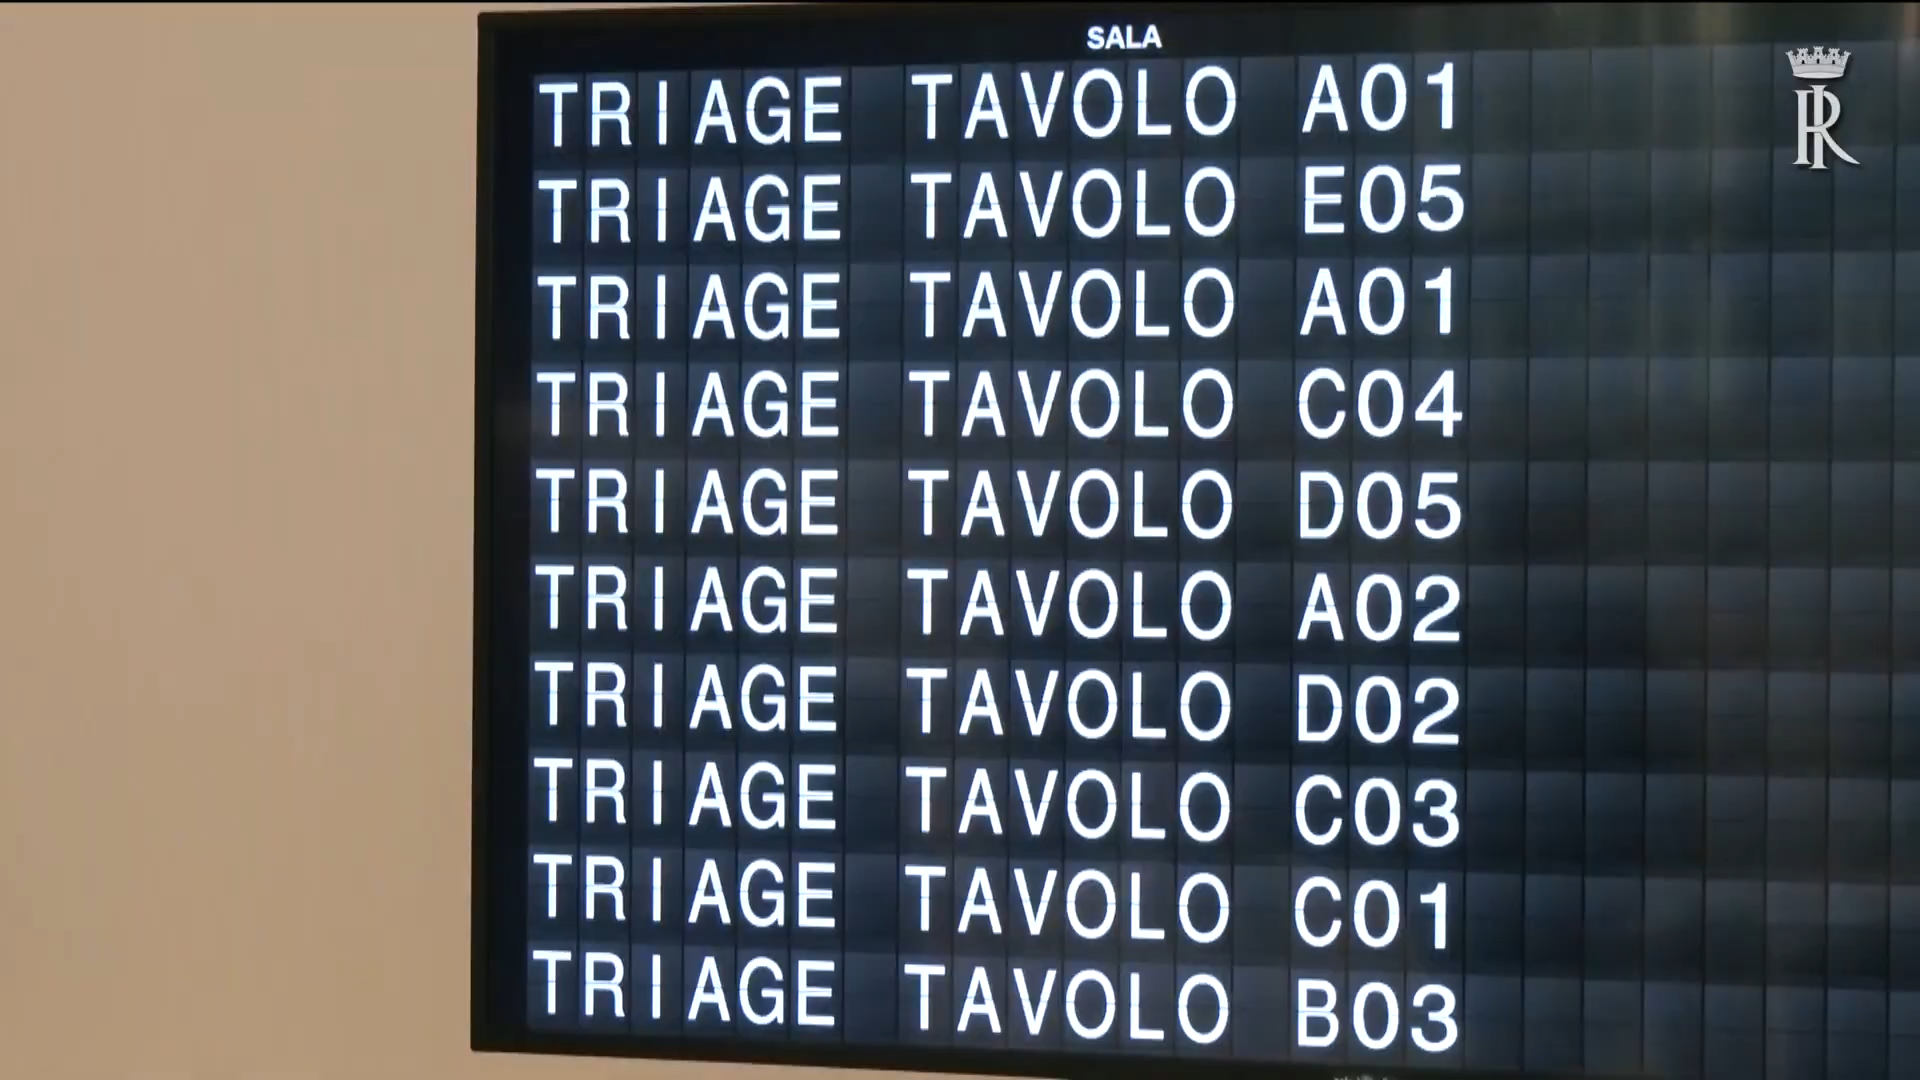 SALA
TRIAGE TAVOLO A01
TRIAGE TAVOLO E05
TRIAGE TAVOLO A01
TRIAGE TAVOLO C04
TRIAGE TAVOLO D05
TRIAGE TAVOLO A02
TRIAGE TAVOLO D02
TRIAGE TAVOLO C03
TRIAGE TAVOLO C01
TRIAGE TAVOLO B03